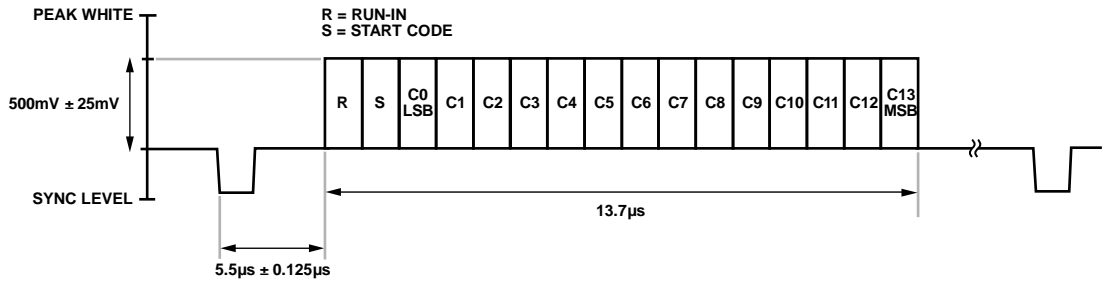 PEAK WHITE
R = RUN-IN
S = START CODE
500mV ± 25mV
R
S
C0
LSB
C1
C2
C3
C4
C5
C6
C7
C8
C9
C10
C11
C12
C13
MSB
SYNC LEVEL
13.7µs
5.5µs ± 0.125µs